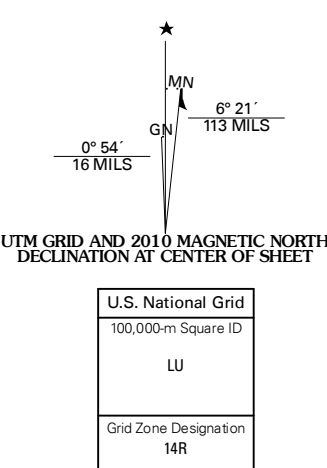 ★
MN
6° 21´
113 MILS
GN
0° 54´
16 MILS
UTM GRID AND 2010 MAGNETIC NORTH
DECLINATION AT CENTER OF SHEET
U.S. National Grid
100,000-m Square ID
LU
Grid Zone Designation
14R